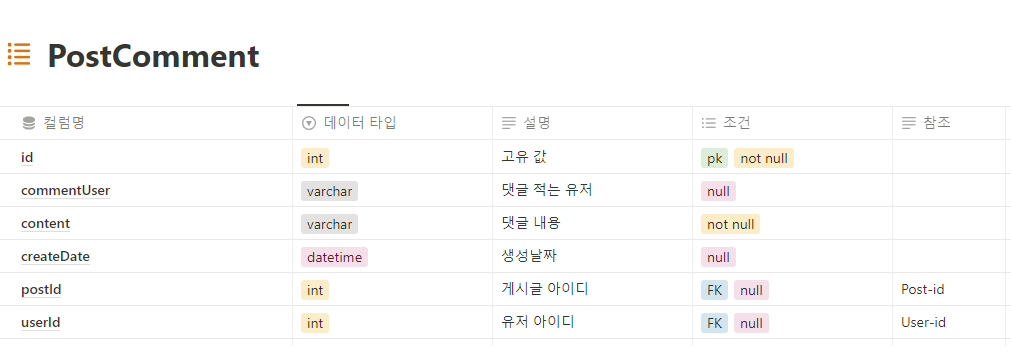 PostComment
컬럼명 데이터 타입 설명 조건 참조
id int 고유 값 pk not null
commentUser varchar 댓글 적는 유저 null
content varchar 댓글 내용 not null
createDate datetime 생성날짜 null
postId int 게시글 아이디 FK null Post-id
userId int 유저 아이디 FK null User-id